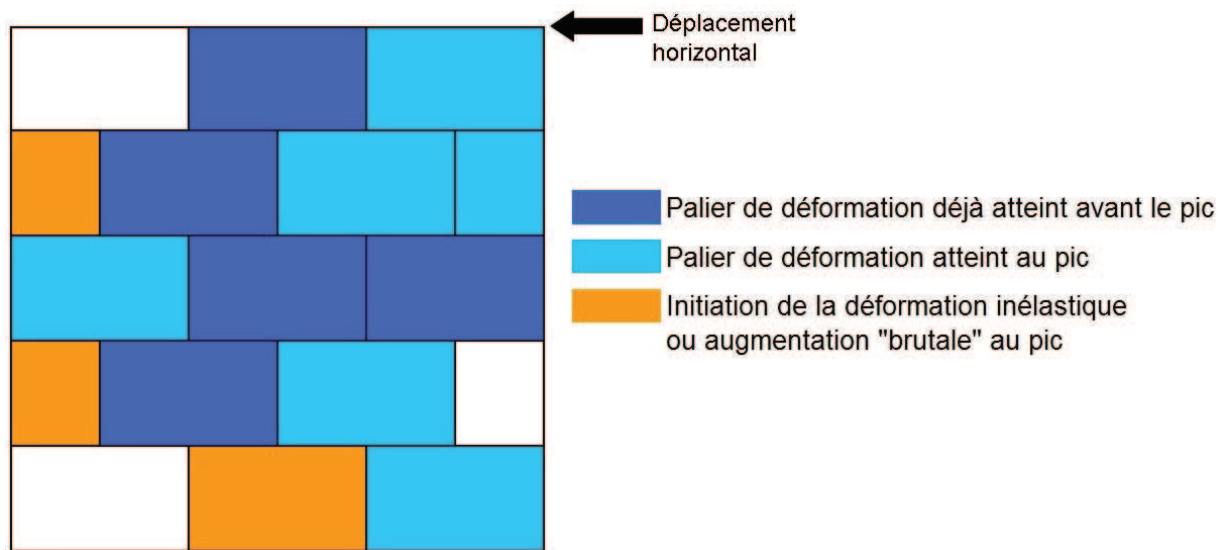 Déplacement
horizontal
Palier de déformation déjà atteint avant le pic
Palier de déformation atteint au pic
Initiation de la déformation inélastique
ou augmentation "brutale" au pic